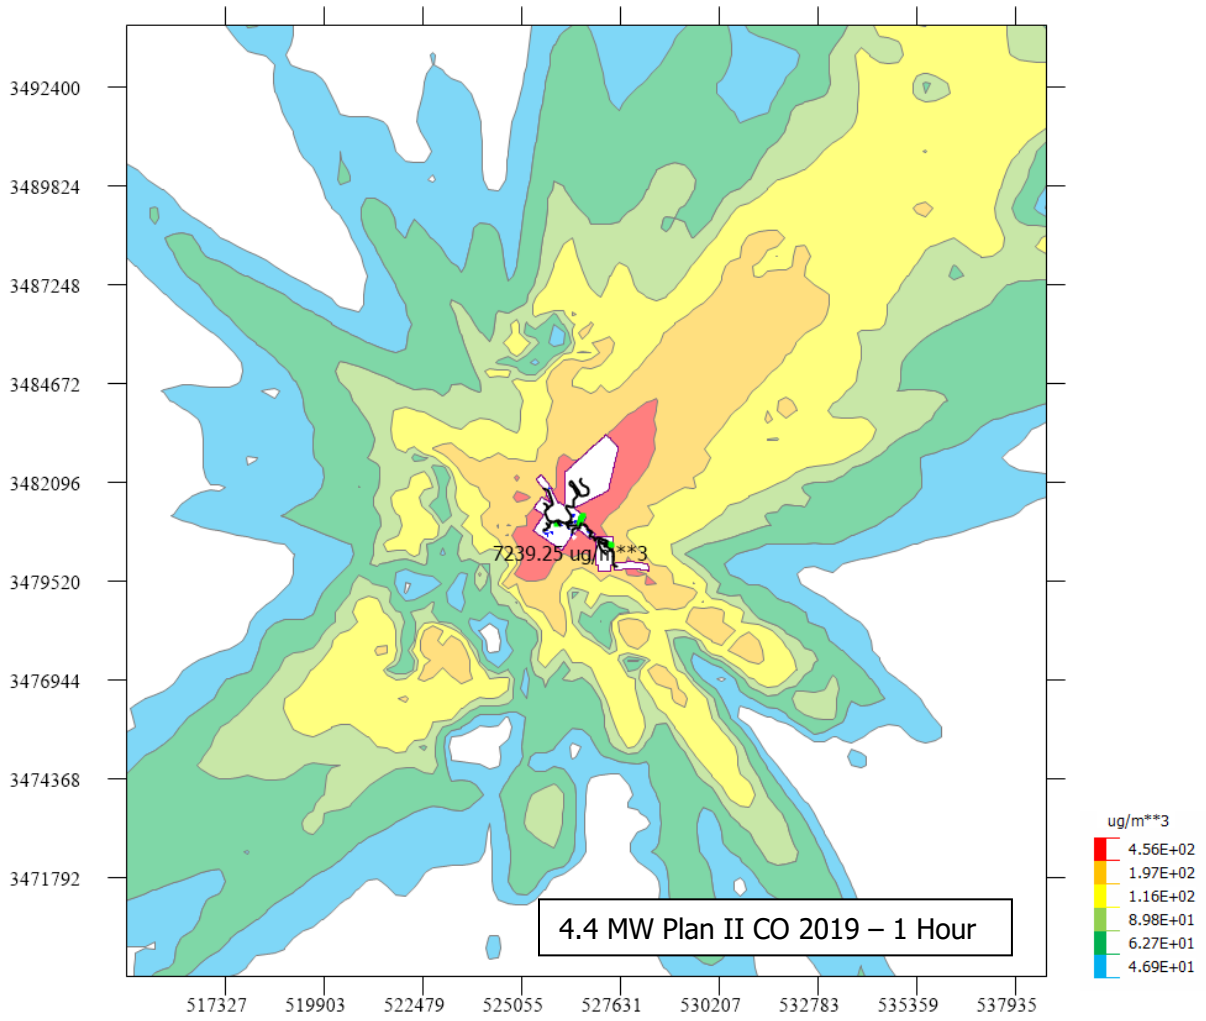 3492400
3489824
3487248
3484672
3482096
3479520
3476944
3474368
3471792
7239.25 ug/m**3
4.4 MW Plan II CO 2019 – 1 Hour
517327 519903 522479 525055 527631 530207 532783 535359 537935
ug/m**3
4.56E+02
1.97E+02
1.16E+02
8.98E+01
6.27E+01
4.69E+01